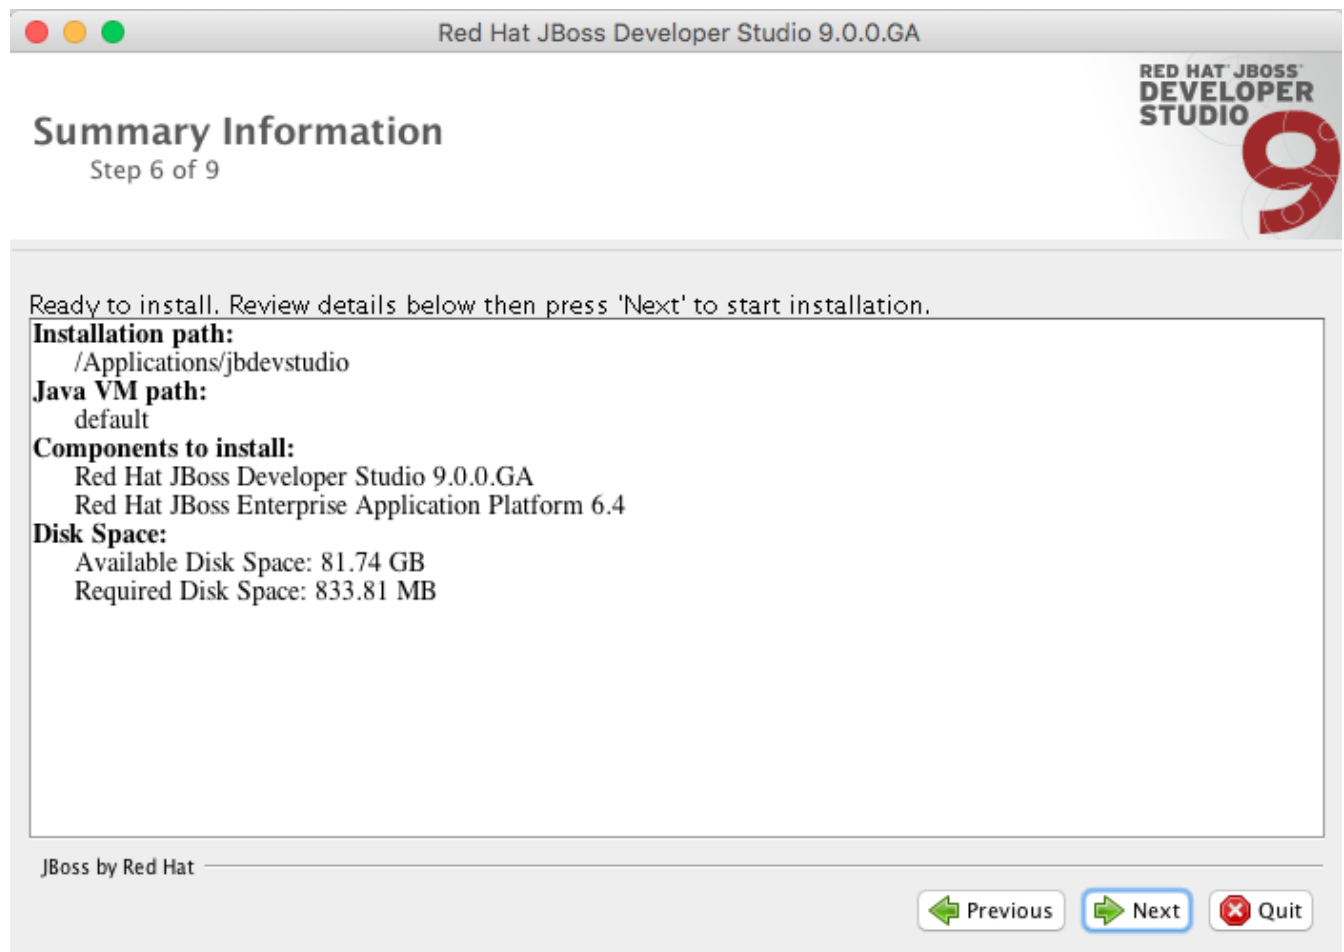 Red Hat JBoss Developer Studio 9.0.0.GA
RED HAT JBOSS
DEVELOPER
STUDIO
9
Summary Information
Step 6 of 9
Ready to install. Review details below then press 'Next' to start installation.
Installation path:
/Applications/jbdevstudio
Java VM path:
default
Components to install:
Red Hat JBoss Developer Studio 9.0.0.GA
Red Hat JBoss Enterprise Application Platform 6.4
Disk Space:
Available Disk Space: 81.74 GB
Required Disk Space: 833.81 MB
JBoss by Red Hat
Previous Next Quit